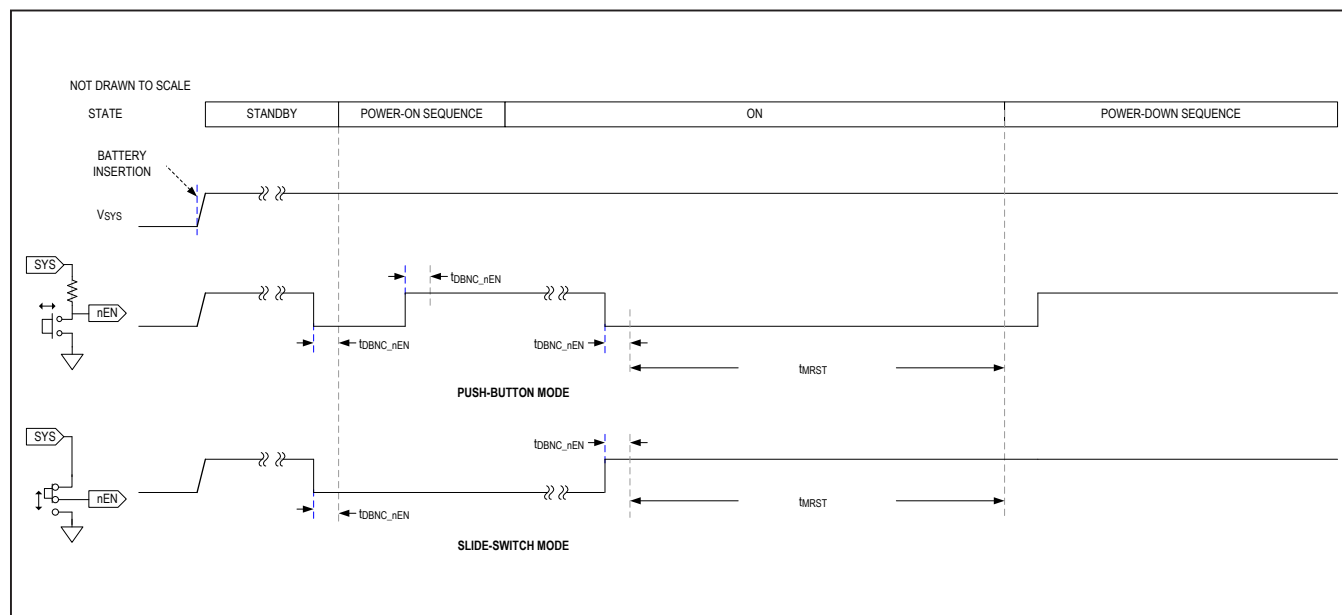 NOT DRAWN TO SCALE
STATE
STANDBY
POWER-ON SEQUENCE
ON
POWER-DOWN SEQUENCE
BATTERY
INSERTION
VSYS
SYS
nEN
tDBNC_nEN
tDBNC_nEN
tDBNC_nEN
tMRST
PUSH-BUTTON MODE
SYS
nEN
tDBNC_nEN
tDBNC_nEN
tMRST
SLIDE-SWITCH MODE